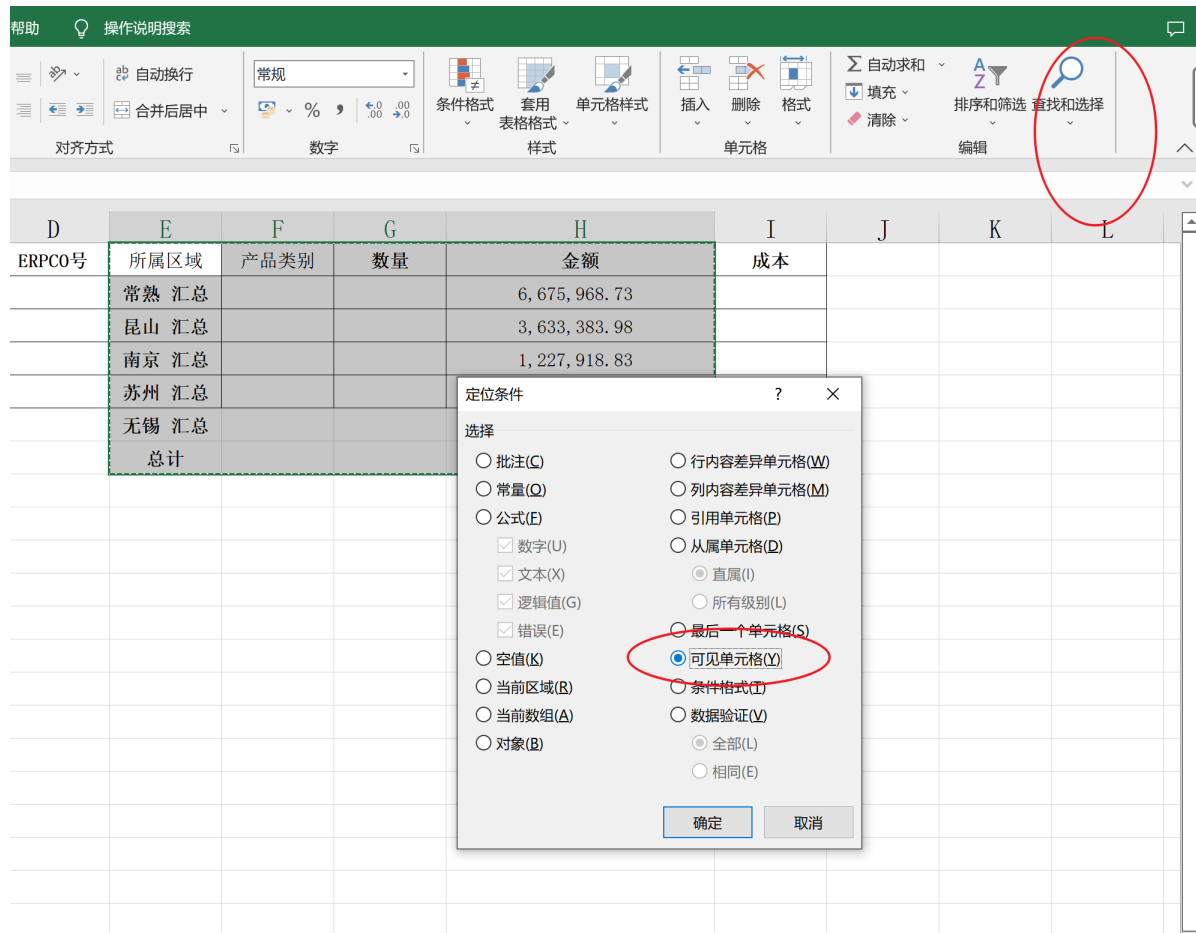 帮助 操作说明搜索
ab 自动换行 常规 条件格式 套用 表格格式 单元格样式 插入 删除 格式 自动求和 填充 清除 排序和筛选 查找和选择
合并后居中 % , .0 .00 .00 .0
对齐方式 数字 样式 单元格 编辑
D E F G H I J K L
ERPCO号 所属区域 产品类别 数量 金额 成本
常熟 汇总 6,675,968.73
昆山 汇总 3,633,383.98
南京 汇总 1,227,918.83
苏州 汇总
无锡 汇总
总计
定位条件 ? ×
选择
批注(C) 行内容差异单元格(W)
常量(O) 列内容差异单元格(M)
公式(F) 引用单元格(P)
数字(U) 从属单元格(D)
文本(X) 直属(I)
逻辑值(G) 所有级别(L)
错误(E) 最后一个单元格(S)
空值(K) 可见单元格(Y)
当前区域(R) 条件格式(T)
当前数组(A) 数据验证(V)
对象(B) 全部(L)
相同(E)
确定 取消